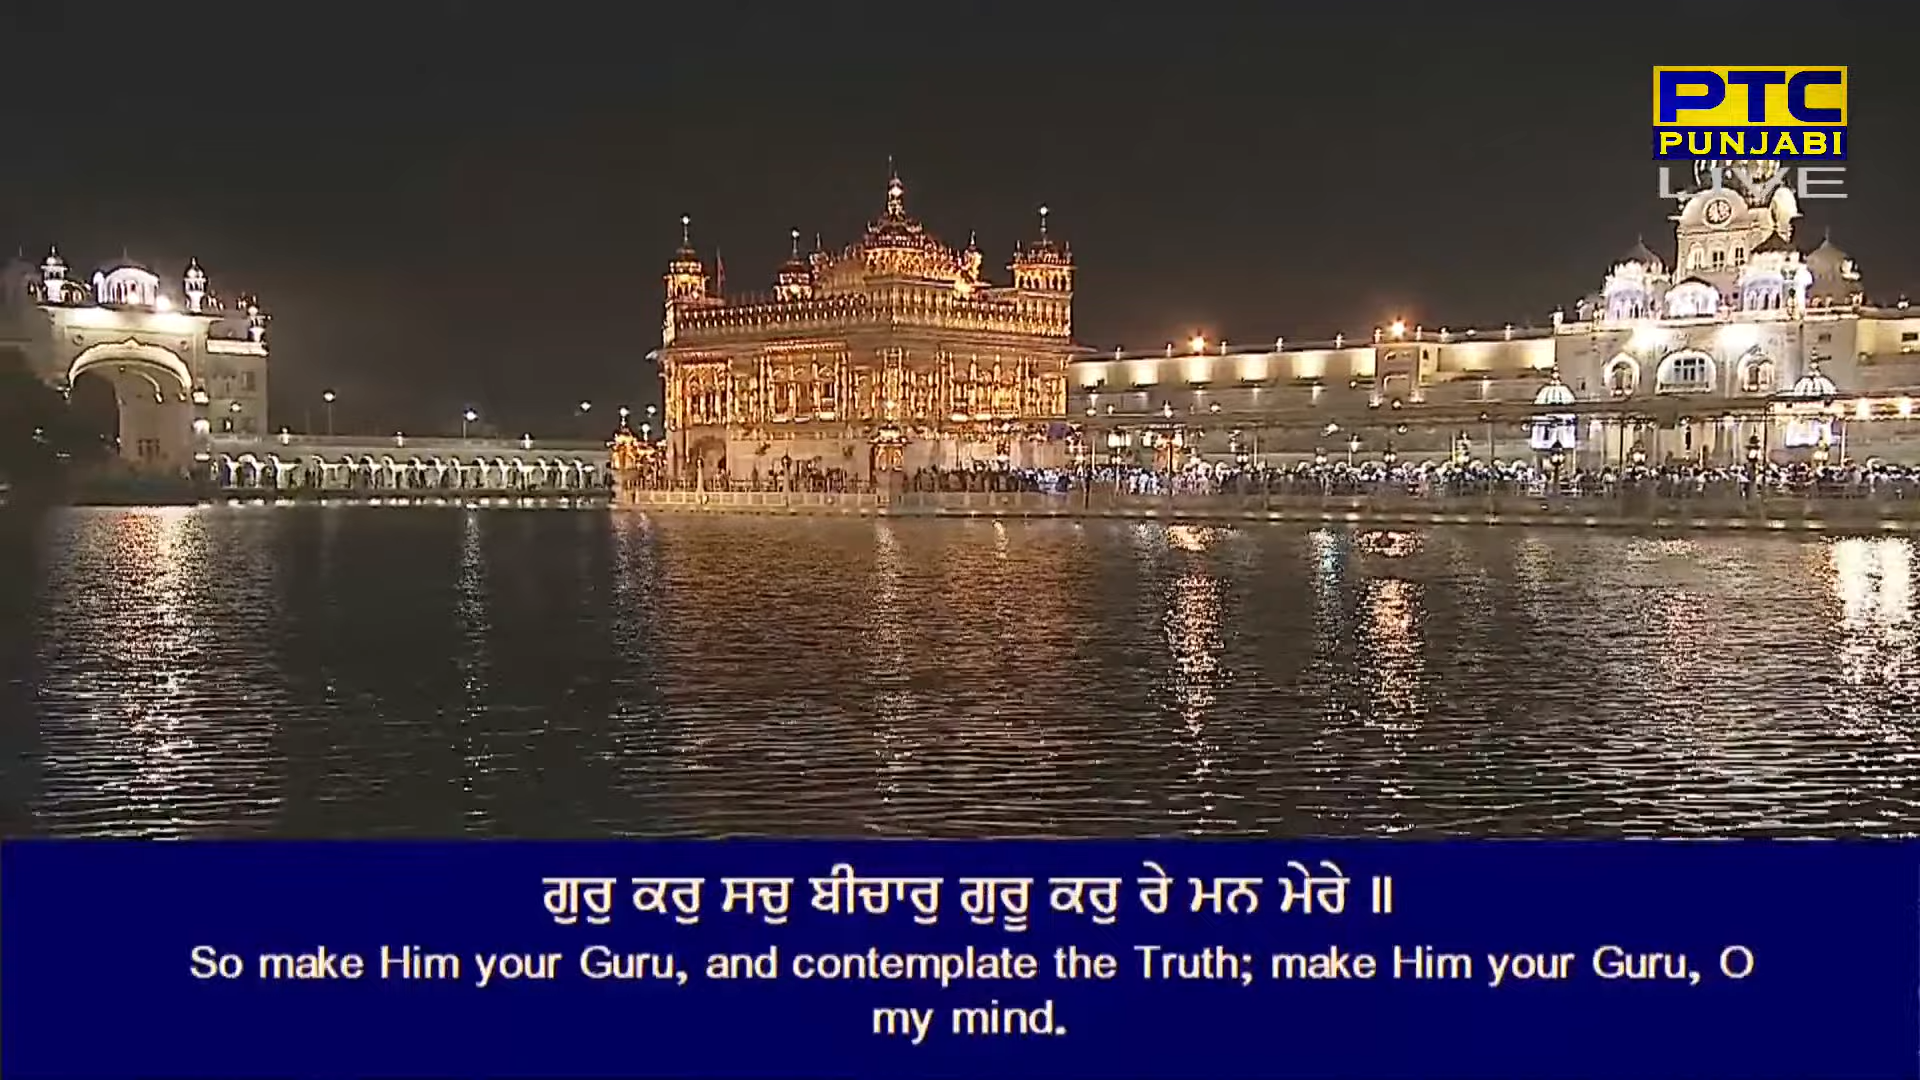 PTC
PUNJABI
LIVE
ਗੁਰੁ ਕਰੁ ਸਚੁ ਬੀਚਾਰੁ ਗੁਰੂ ਕਰੁ ਰੇ ਮਨ ਮੇਰੇ ॥
So make Him your Guru, and contemplate the Truth; make Him your Guru, O
my mind.